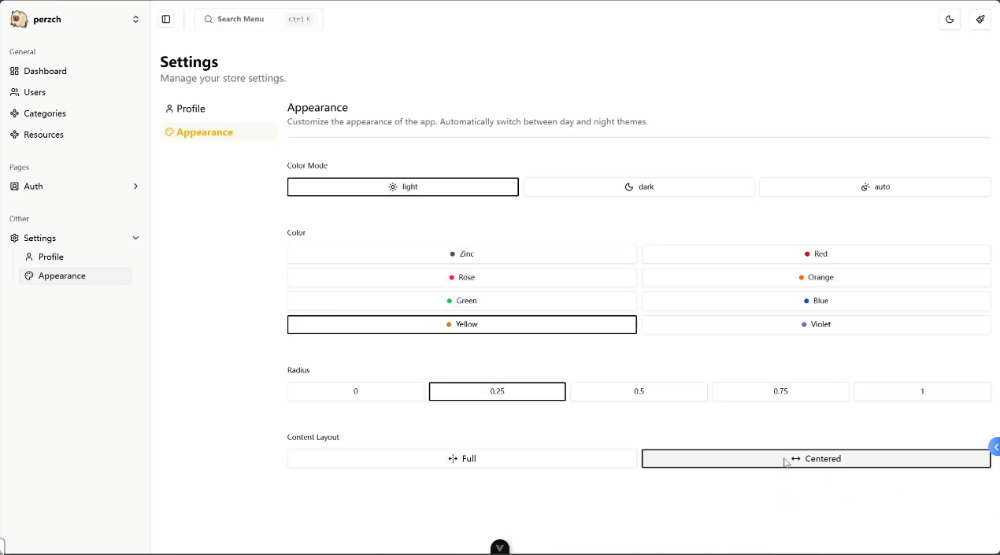 perzch
Search Menu Ctrl K
General
Dashboard
Users
Categories
Resources
Pages
Auth
Other
Settings
Profile
Appearance
Settings
Manage your store settings.
Profile
Appearance
Appearance
Customize the appearance of the app. Automatically switch between day and night themes.
Color Mode
light
dark
auto
Color
Zinc
Red
Rose
Orange
Green
Blue
Yellow
Violet
Radius
0
0.25
0.5
0.75
1
Content Layout
Full
Centered